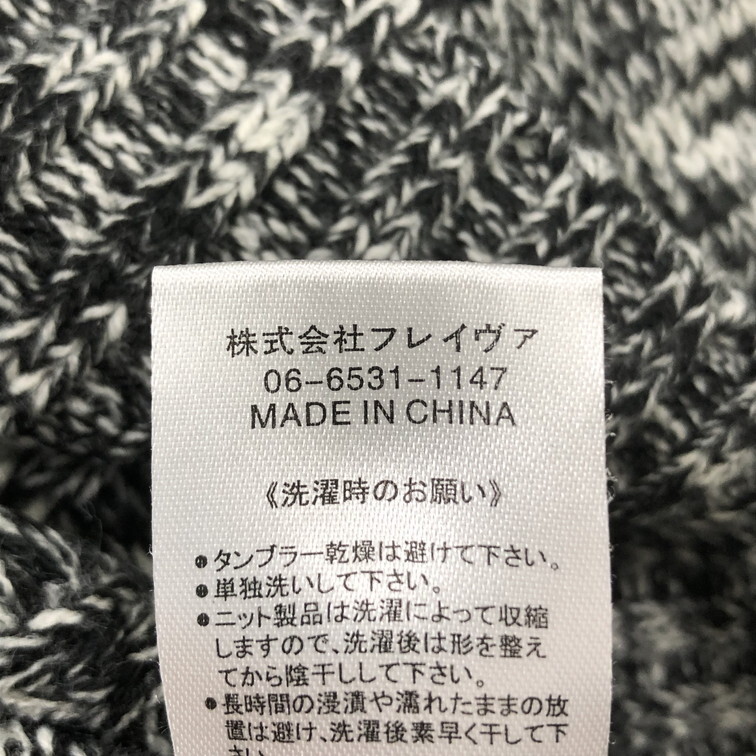 株式会社フレイヴァ
06-6531-1147
MADE IN CHINA
《洗濯時のお願い》
●タンブラー乾燥は避けて下さい。
●単独洗いして下さい。
●ニット製品は洗濯によって収縮
しますので、洗濯後は形を整え
てから陰干しして下さい。
●長時間の浸漬や濡れたままの放
置は避け、洗濯後素早く干して下
さい。